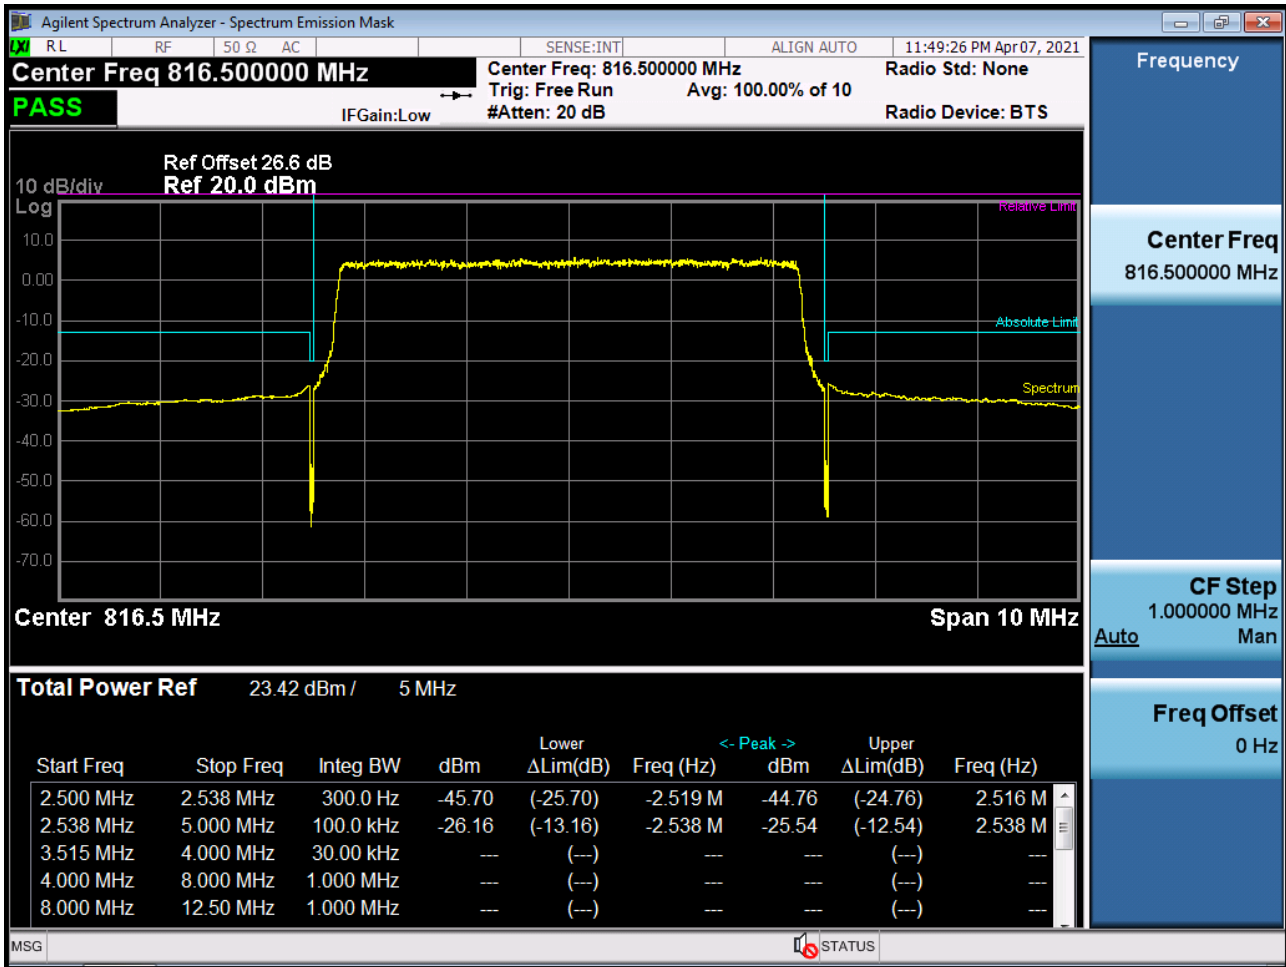 Agilent Spectrum Analyzer - Spectrum Emission Mask
LXI RL RF 50 Ω AC SENSE:INT ALIGN AUTO 11:49:26 PM Apr 07, 2021
Center Freq 816.500000 MHz
Center Freq: 816.500000 MHz Radio Std: None
Trig: Free Run Avg: 100.00% of 10
PASS IFGain:Low #Atten: 20 dB Radio Device: BTS
Ref Offset 26.6 dB
10 dB/div Ref 20.0 dBm
Log
Relative Limit
10.0
0.00
-10.0
Absolute Limit
-20.0
Spectrum
-30.0
-40.0
-50.0
-60.0
-70.0
Center 816.5 MHz Span 10 MHz
Total Power Ref 23.42 dBm / 5 MHz
Lower <- Peak -> Upper
Start Freq Stop Freq Integ BW dBm ΔLim(dB) Freq (Hz) dBm ΔLim(dB) Freq (Hz)
2.500 MHz 2.538 MHz 300.0 Hz -45.70 (-25.70) -2.519 M -44.76 (-24.76) 2.516 M
2.538 MHz 5.000 MHz 100.0 kHz -26.16 (-13.16) -2.538 M -25.54 (-12.54) 2.538 M
3.515 MHz 4.000 MHz 30.00 kHz --- (---) --- --- (---) ---
4.000 MHz 8.000 MHz 1.000 MHz --- (---) --- --- (---) ---
8.000 MHz 12.50 MHz 1.000 MHz --- (---) --- --- (---) ---
MSG STATUS
Frequency
Center Freq
816.500000 MHz
CF Step
1.000000 MHz
Auto Man
Freq Offset
0 Hz